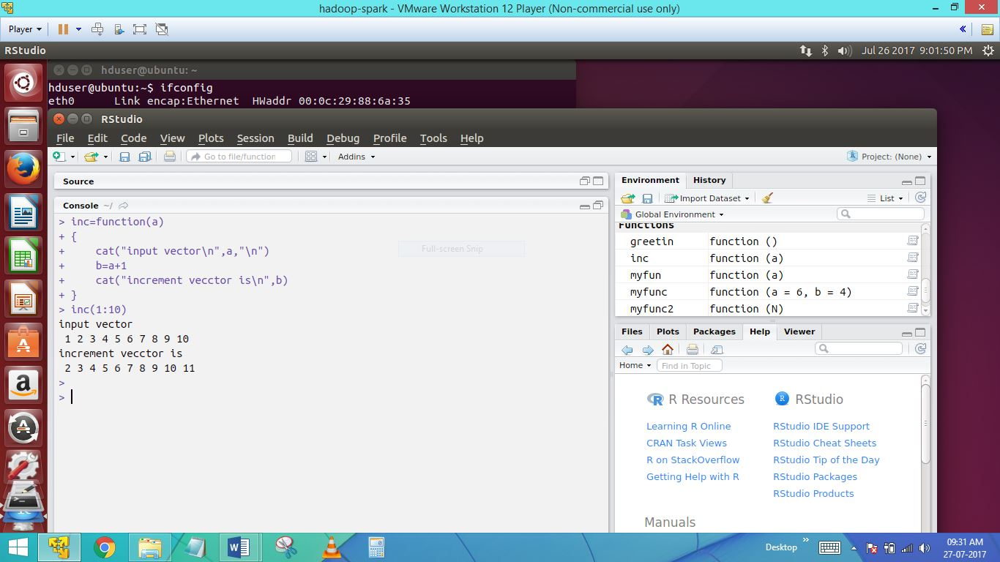 hadoop-spark - VMware Workstation 12 Player (Non-commercial use only)
Player
RStudio
Jul 26 2017 9:01:50 PM
hduser@ubuntu: ~
hduser@ubuntu:~$ ifconfig
eth0 Link encap:Ethernet HWaddr 00:0c:29:88:6a:35
RStudio
File Edit Code View Plots Session Build Debug Profile Tools Help
Go to file/function
Addins
Project: (None)
Source
Console ~/
> inc=function(a)
+ {
+ cat("input vector\n",a,"\n")
+ b=a+1
+ cat("increment vecctor is\n",b)
+ }
> inc(1:10)
input vector
1 2 3 4 5 6 7 8 9 10
increment vecctor is
2 3 4 5 6 7 8 9 10 11
>
>
Full-screen Snip
Environment History
Import Dataset
List
Global Environment
Functions
greetin function ()
inc function (a)
myfun function (a)
myfunc function (a = 6, b = 4)
myfunc2 function (N)
Files Plots Packages Help Viewer
Home
Find in Topic
R Resources
Learning R Online
CRAN Task Views
R on StackOverflow
Getting Help with R
RStudio
RStudio IDE Support
RStudio Cheat Sheets
RStudio Tip of the Day
RStudio Packages
RStudio Products
Manuals
Desktop
09:31 AM
27-07-2017